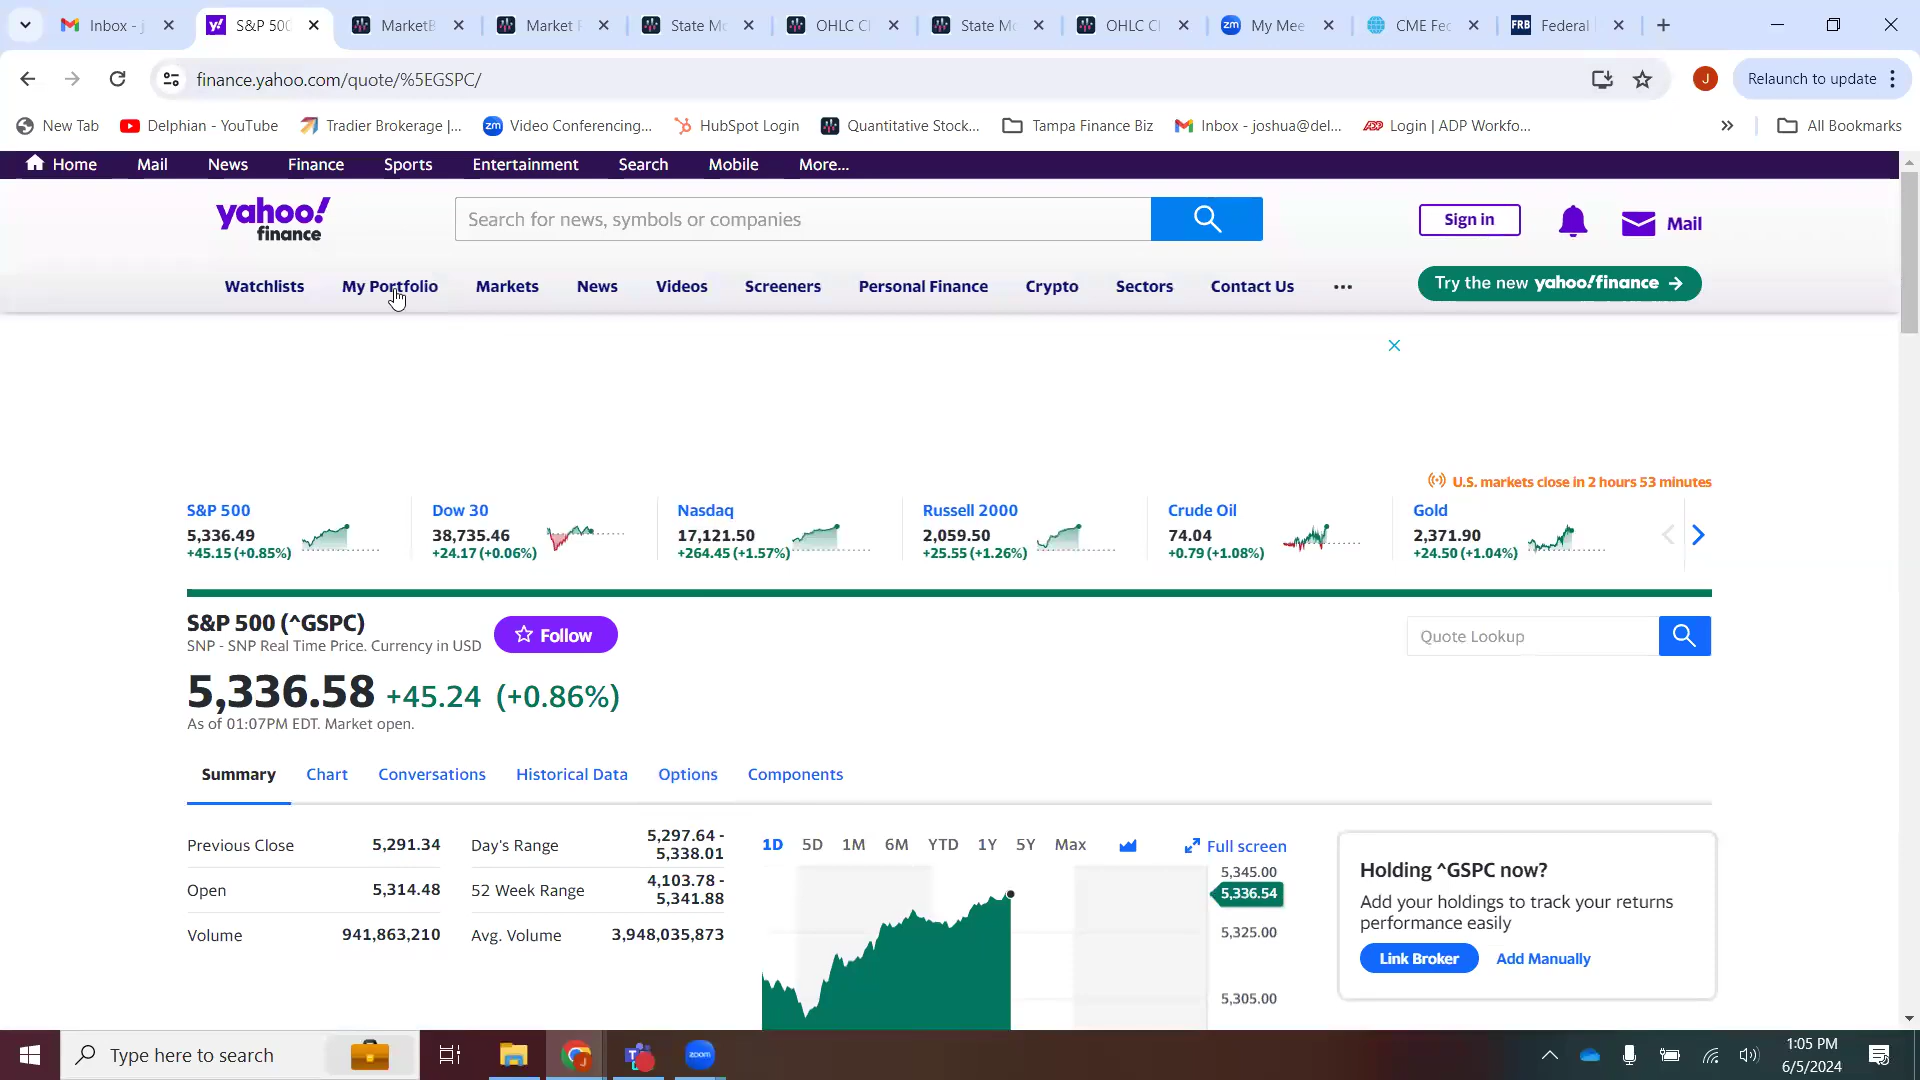 Inbox - j
S&P 500
MarketB
Market F
State Mo
OHLC Cl
State Mo
OHLC Cl
zm My Mee
CME Fec
FRB Federal
finance.yahoo.com/quote/%5EGSPC/
J
Relaunch to update
New Tab
Delphian - YouTube
Tradier Brokerage |...
zm Video Conferencing...
HubSpot Login
Quantitative Stock...
Tampa Finance Biz
Inbox - joshua@del...
ADP Login | ADP Workfo...
All Bookmarks
Home Mail News Finance Sports Entertainment Search Mobile More...
yahoo!
finance
Search for news, symbols or companies
Sign in
Mail
Watchlists My Portfolio Markets News Videos Screeners Personal Finance Crypto Sectors Contact Us ...
Try the new yahoo!finance
U.S. markets close in 2 hours 53 minutes
S&P 500
5,336.49
+45.15 (+0.85%)
Dow 30
38,735.46
+24.17 (+0.06%)
Nasdaq
17,121.50
+264.45 (+1.57%)
Russell 2000
2,059.50
+25.55 (+1.26%)
Crude Oil
74.04
+0.79 (+1.08%)
Gold
2,371.90
+24.50 (+1.04%)
S&P 500 (^GSPC)
SNP - SNP Real Time Price. Currency in USD
Follow
Quote Lookup
5,336.58 +45.24 (+0.86%)
As of 01:07PM EDT. Market open.
Summary Chart Conversations Historical Data Options Components
Previous Close 5,291.34
Open 5,314.48
Volume 941,863,210
Day's Range 5,297.64 -
5,338.01
52 Week Range 4,103.78 -
5,341.88
Avg. Volume 3,948,035,873
1D 5D 1M 6M YTD 1Y 5Y Max
Full screen
5,345.00
5,336.54
5,325.00
5,305.00
Holding ^GSPC now?
Add your holdings to track your returns
performance easily
Link Broker Add Manually
Type here to search
zoom
1:05 PM
6/5/2024